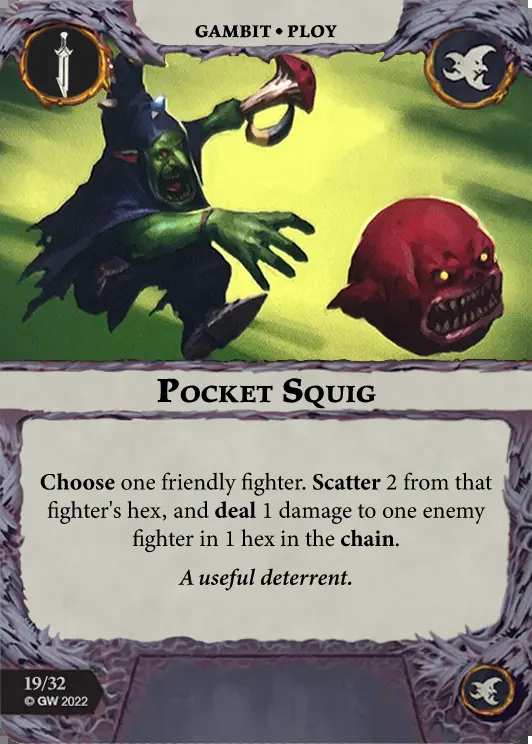 GAMBIT • PLOY
POCKET SQUIG
Choose one friendly fighter. Scatter 2 from that
fighter's hex, and deal 1 damage to one enemy
fighter in 1 hex in the chain.
A useful deterrent.
19/32
© GW 2022